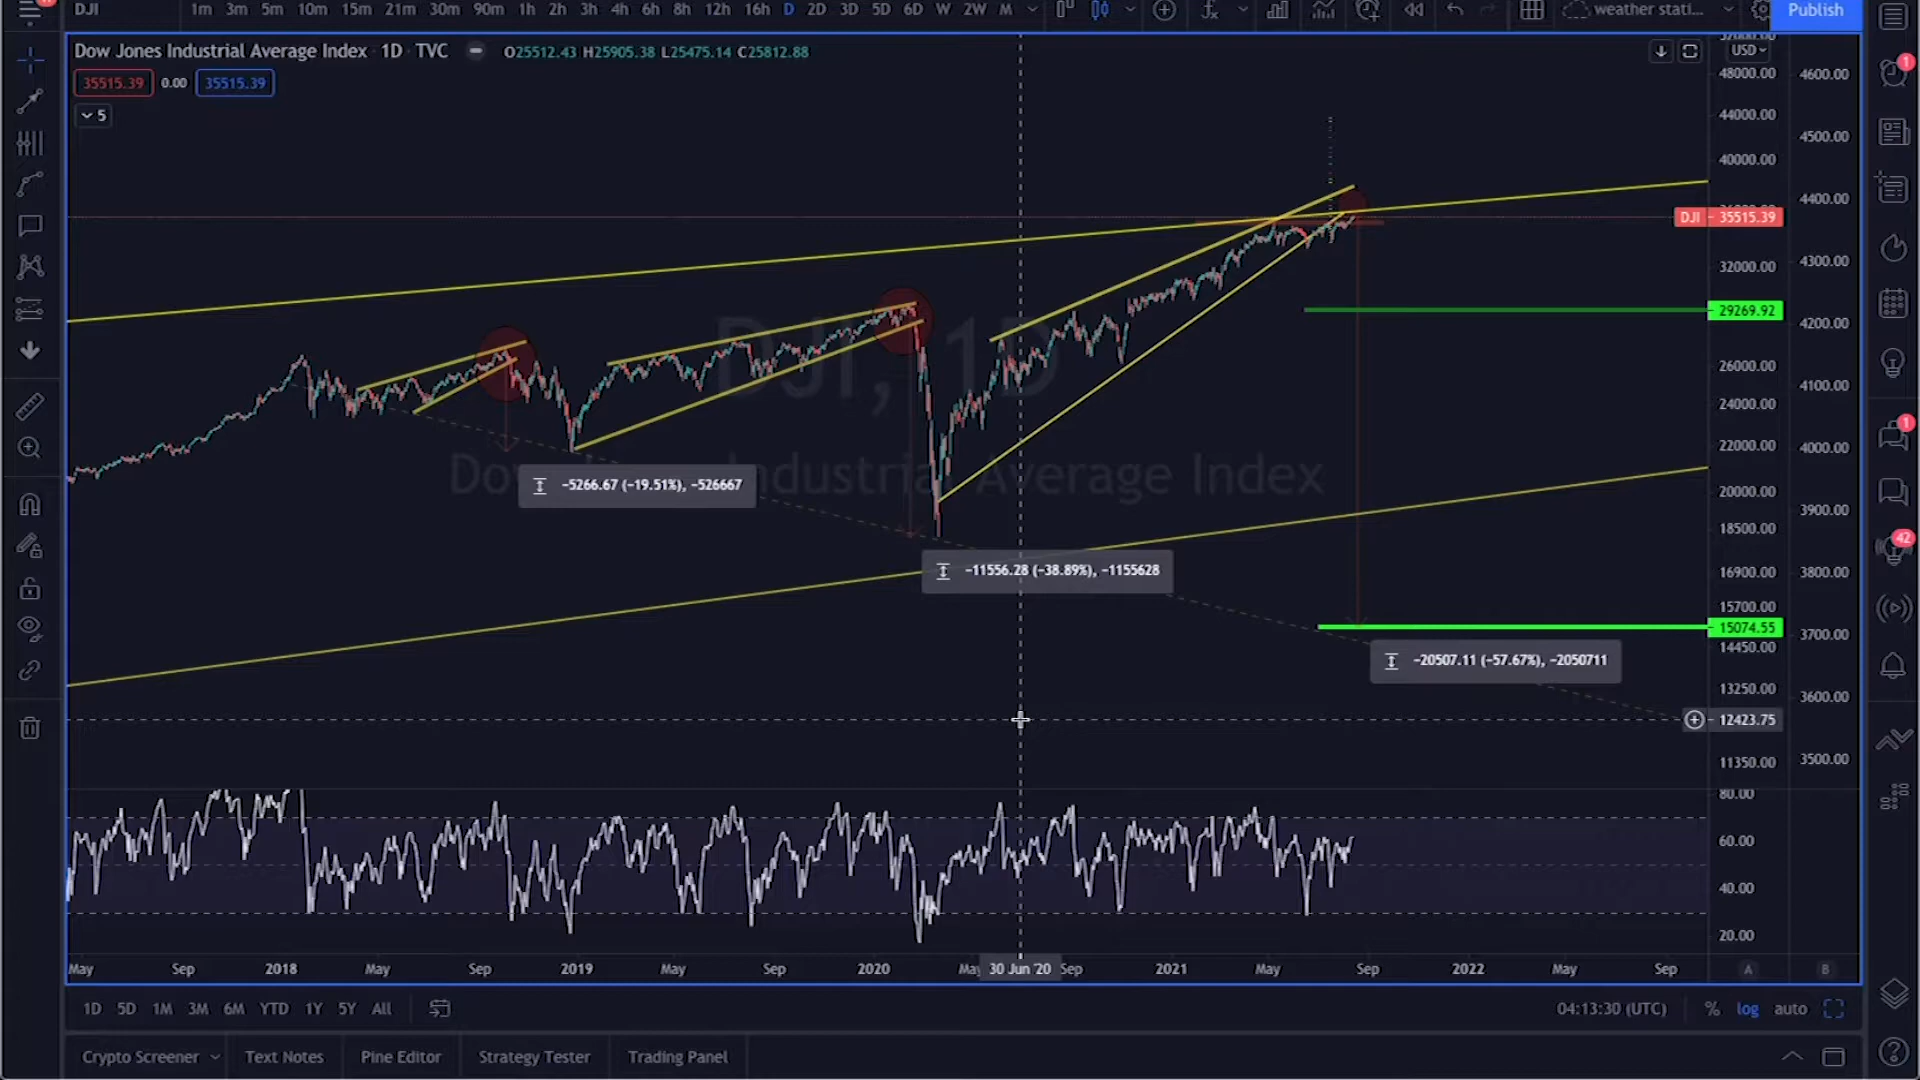 DJI 1m 3m 5m 10m 15m 21m 30m 90m 1h 2h 3h 4h 6h 8h 12h 16h D 2D 3D 5D 6D W 2W M weather stati... Publish
Dow Jones Industrial Average Index · 1D · TVC O25512.43 H25905.38 L25475.14 C25812.88
35515.39 0.00 35515.39
5
USD
48000.00
44000.00
40000.00
DJI 35515.39
32000.00
29269.92
26000.00
24000.00
22000.00
20000.00
18500.00
16900.00
15700.00
15074.55
14450.00
13250.00
12423.75
11350.00
4600.00
4500.00
4400.00
4300.00
4200.00
4100.00
4000.00
3900.00
3800.00
3700.00
3600.00
3500.00
DJI, 1D
Dow Jones Industrial Average Index
-5266.67 (-19.51%), -526667
-11556.28 (-38.89%), -1155628
-20507.11 (-57.67%), -2050711
80.00
60.00
40.00
20.00
May Sep 2018 May Sep 2019 May Sep 2020 May 30 Jun '20 Sep 2021 May Sep 2022 May Sep A B
1D 5D 1M 3M 6M YTD 1Y 5Y All 04:13:30 (UTC) % log auto
Crypto Screener Text Notes Pine Editor Strategy Tester Trading Panel
1
1
42